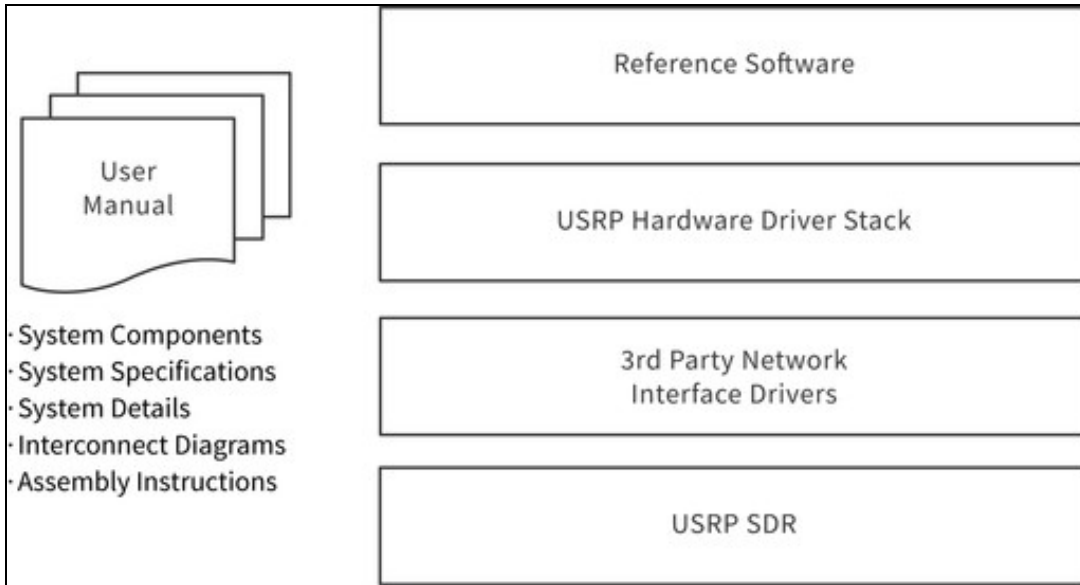 User
Manual
· System Components
· System Specifications
· System Details
· Interconnect Diagrams
· Assembly Instructions
Reference Software
USRP Hardware Driver Stack
3rd Party Network
Interface Drivers
USRP SDR